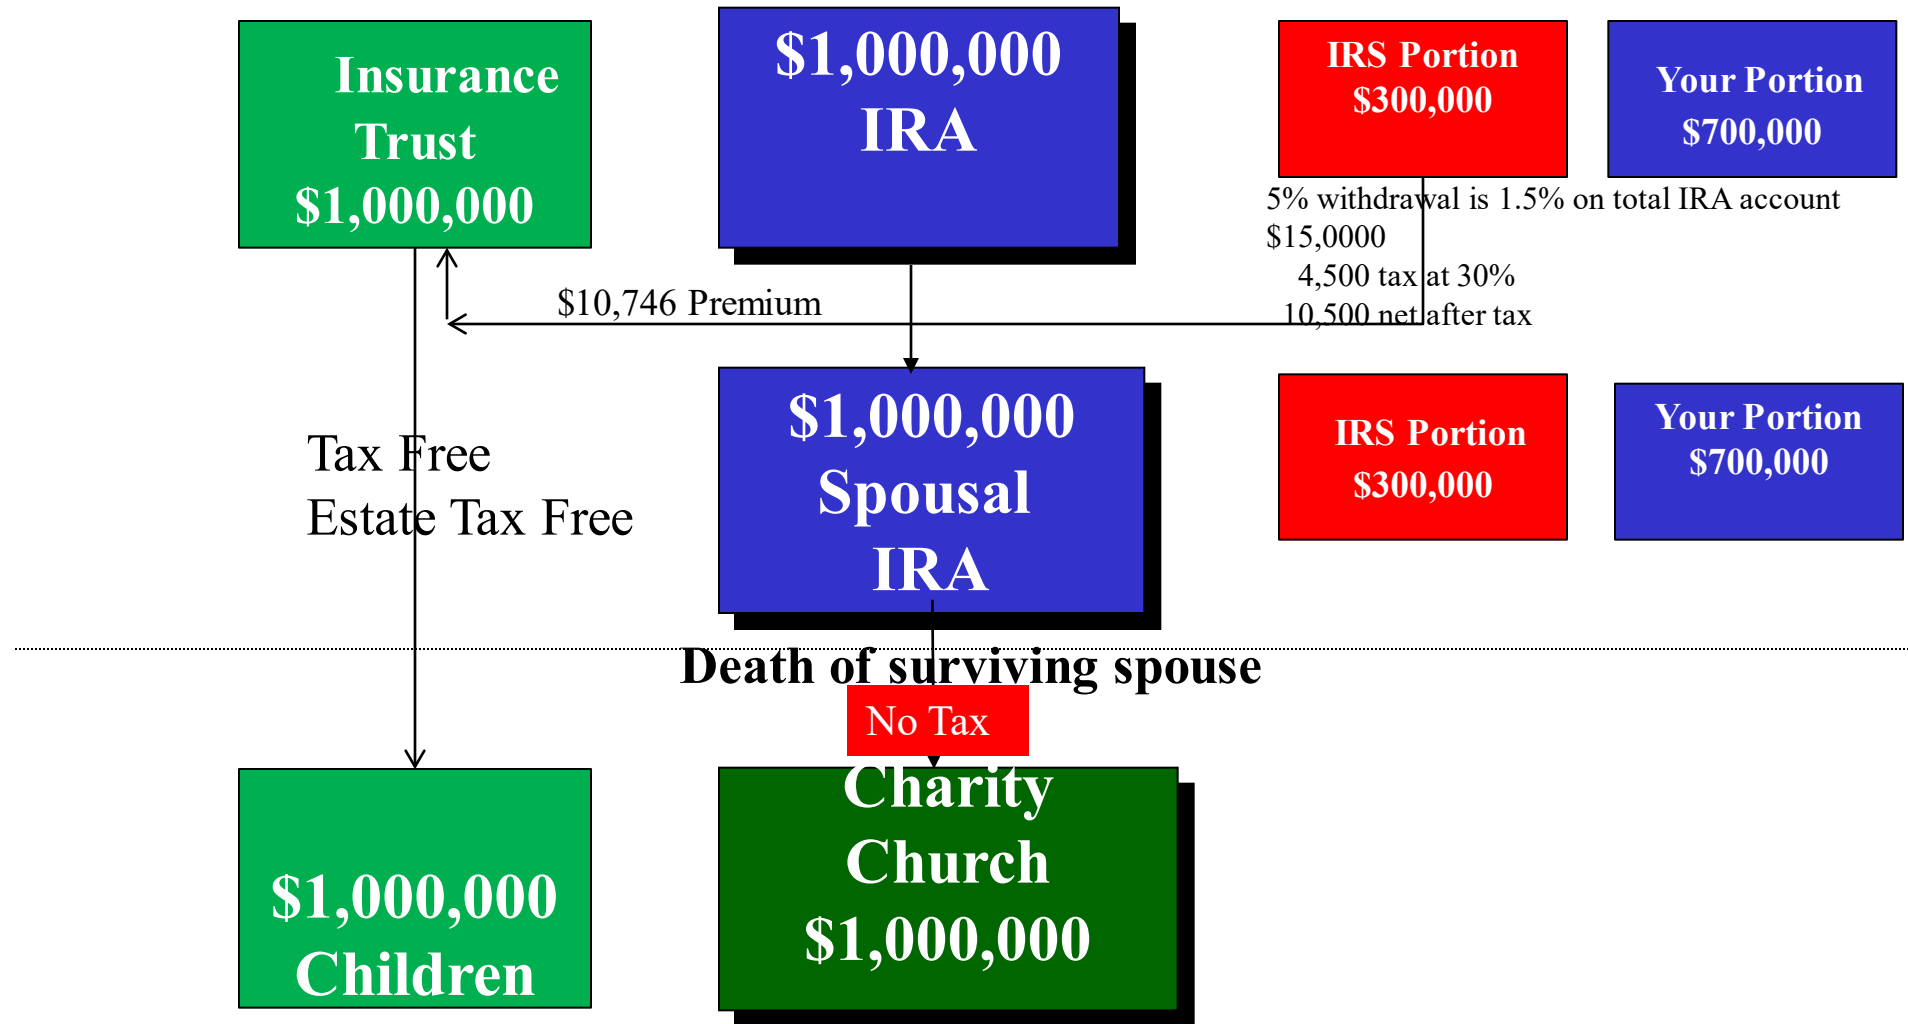 Insurance
Trust
$1,000,000
$1,000,000
IRA
IRS Portion
$300,000
Your Portion
$700,000
5% withdrawal is 1.5% on total IRA account
$15,0000
4,500 tax at 30%
10,500 net after tax
$10,746 Premium
$1,000,000
Spousal
IRA
IRS Portion
$300,000
Your Portion
$700,000
Tax Free
Estate Tax Free
Death of surviving spouse
No Tax
$1,000,000
Children
Charity
Church
$1,000,000